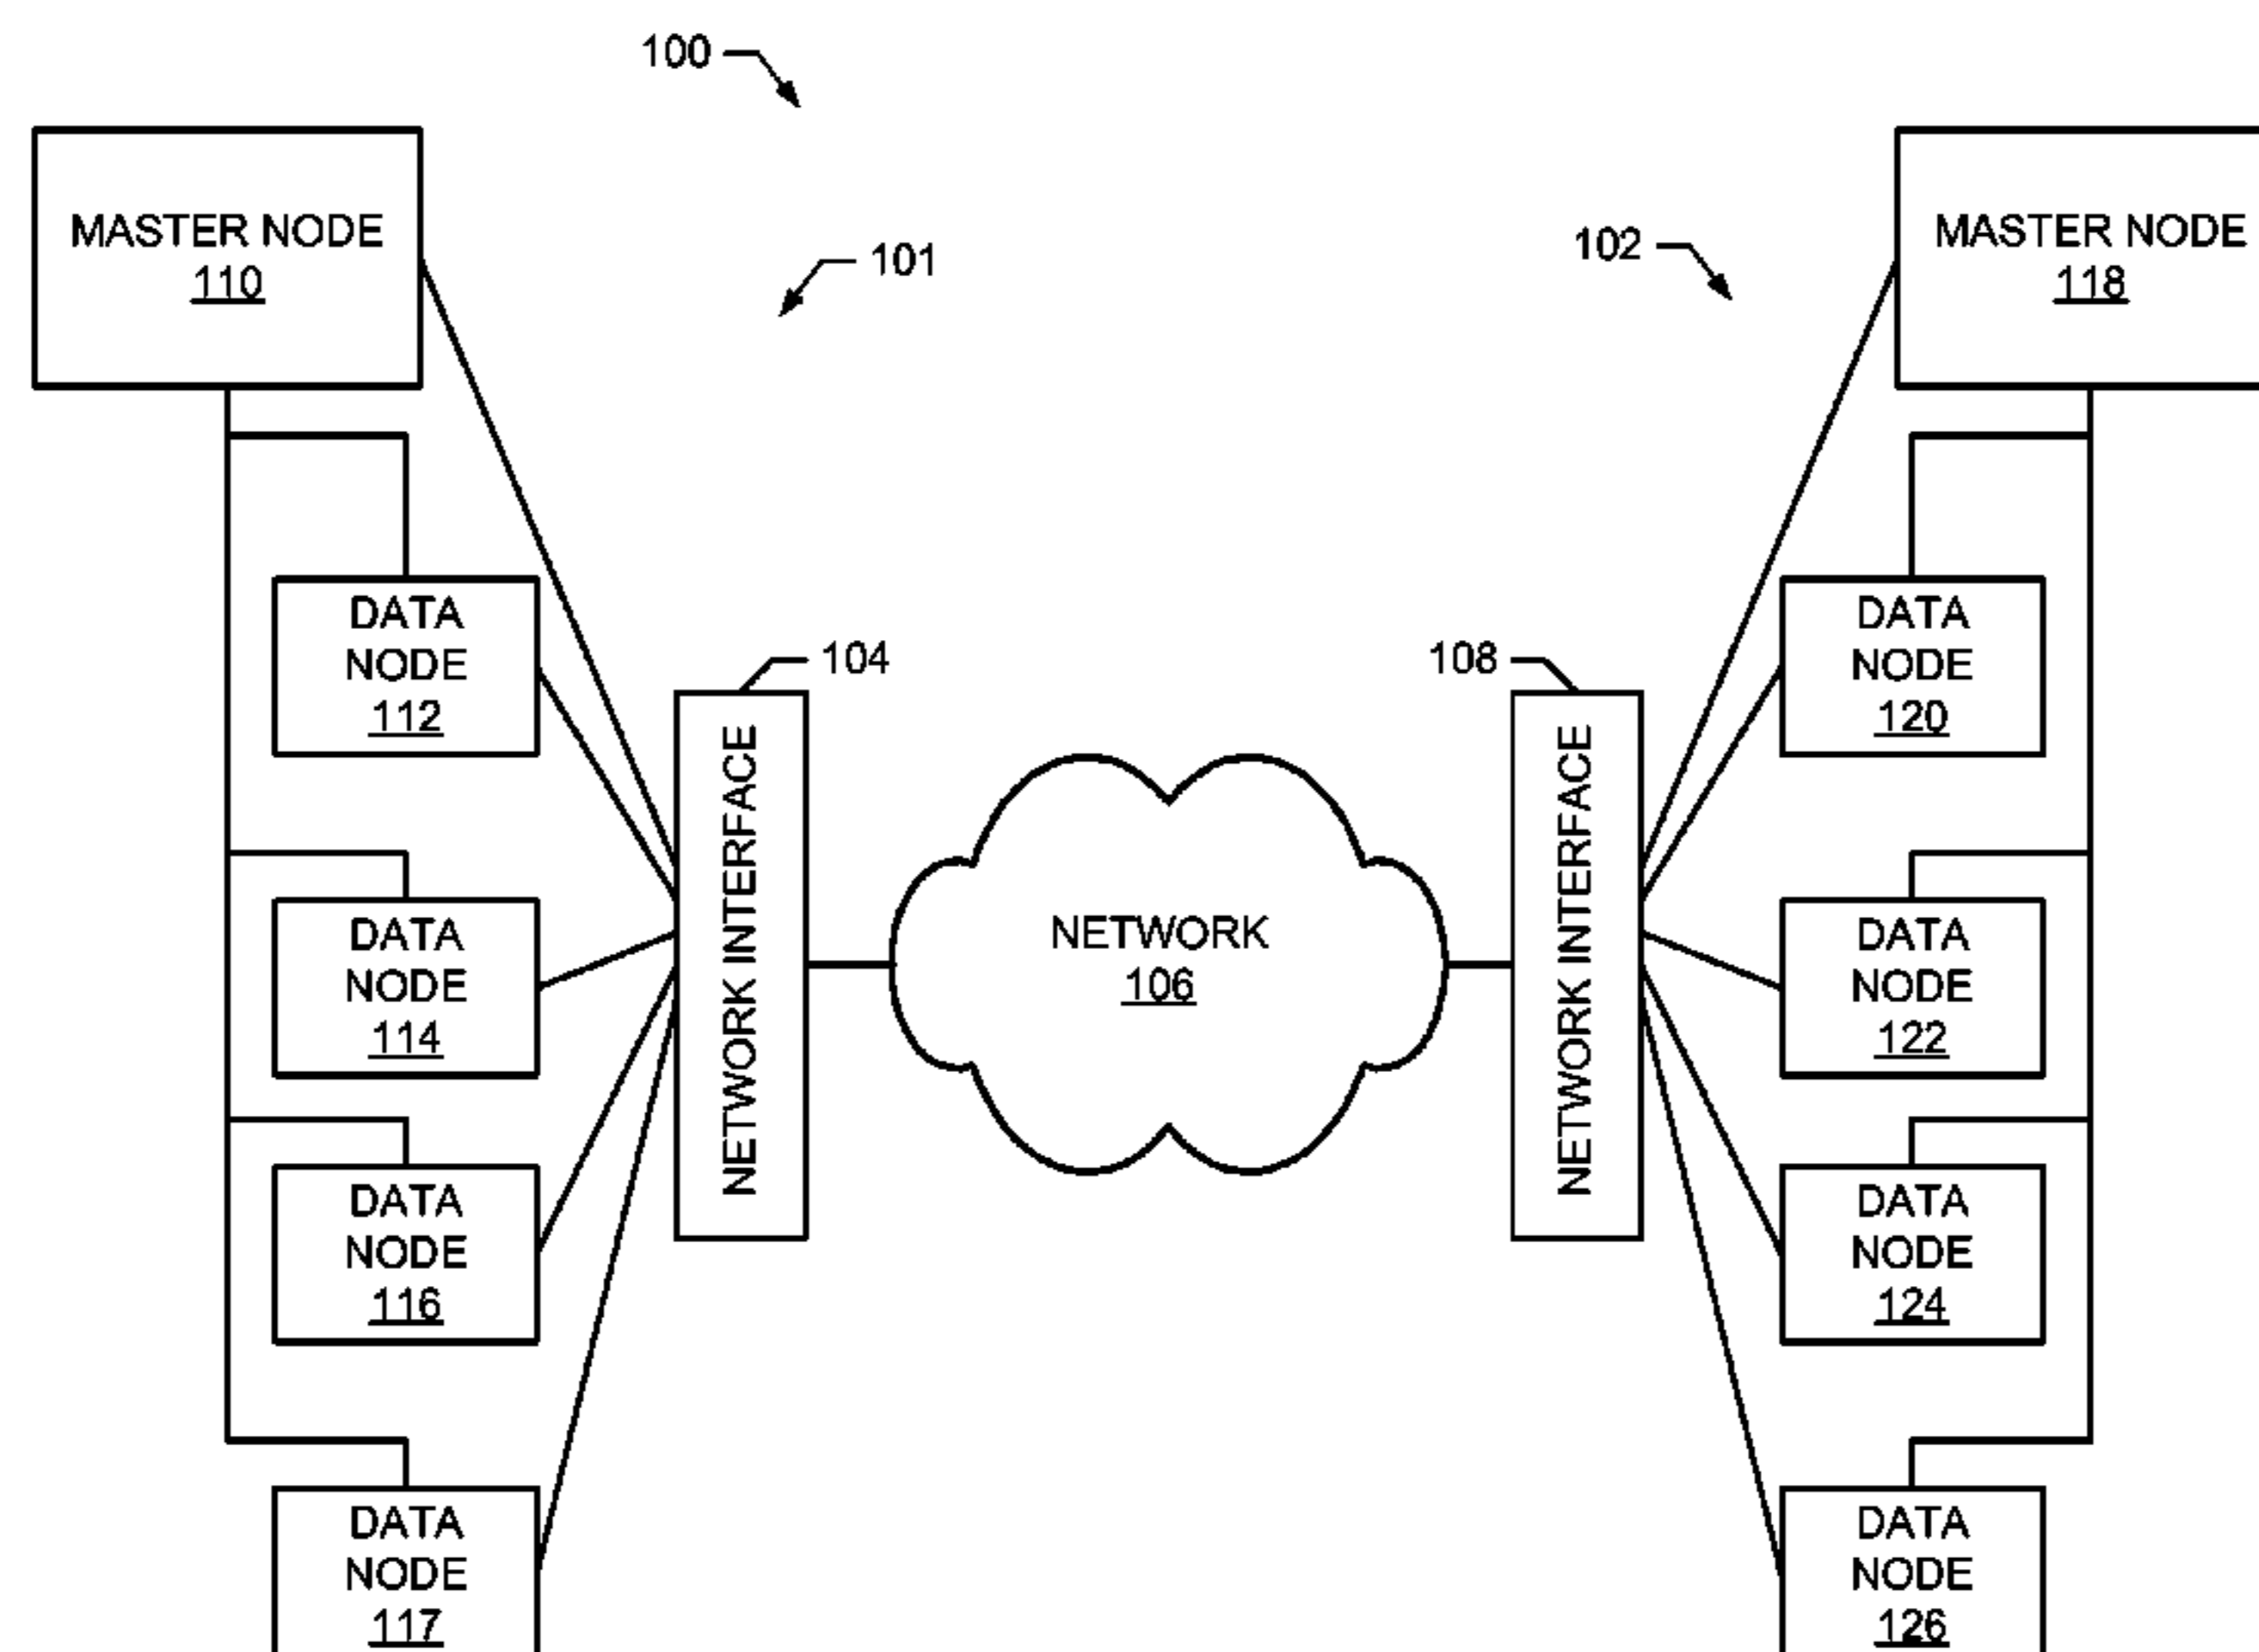 100
MASTER NODE
110
101
102
MASTER NODE
118
DATA
NODE
112
104
108
DATA
NODE
120
NETWORK INTERFACE
NETWORK
106
NETWORK INTERFACE
DATA
NODE
114
DATA
NODE
122
DATA
NODE
116
DATA
NODE
124
DATA
NODE
117
DATA
NODE
126